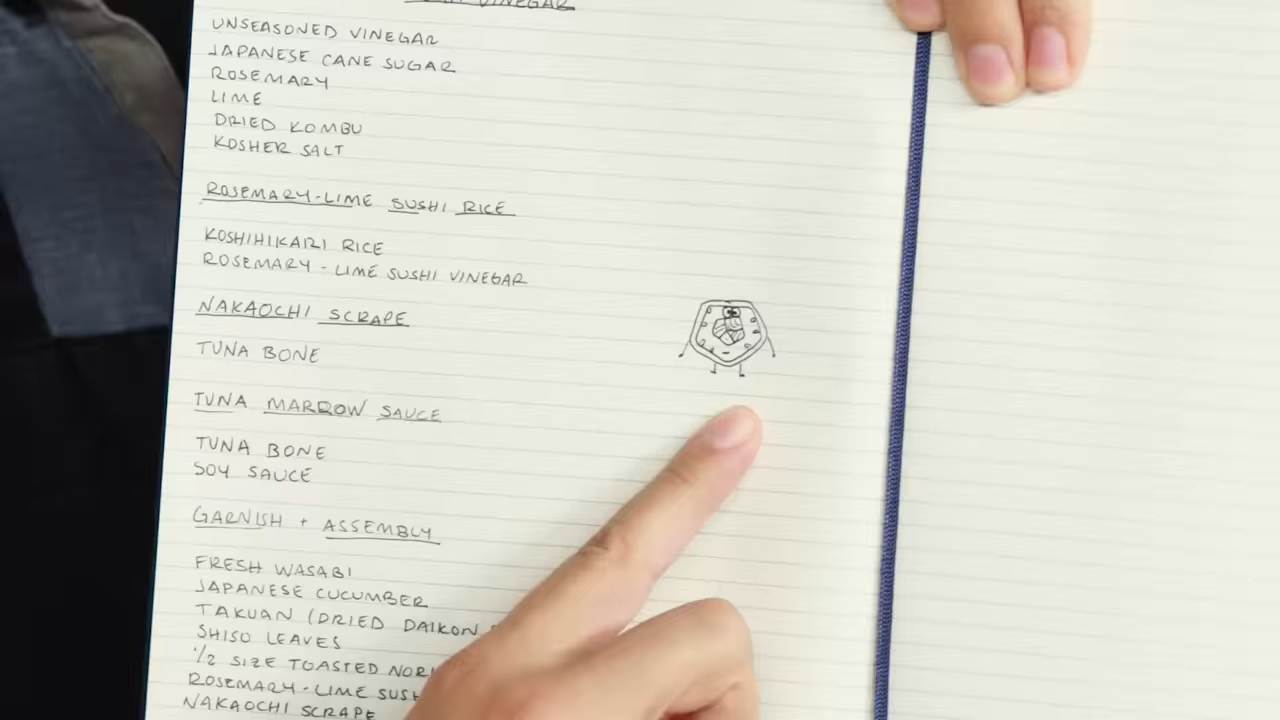 VINEGAR
UNSEASONED VINEGAR
JAPANESE CANE SUGAR
ROSEMARY
LIME
DRIED KOMBU
KOSHER SALT
ROSEMARY-LIME SUSHI RICE
KOSHIHIKARI RICE
ROSEMARY - LIME SUSHI VINEGAR
NAKAOCHI SCRAPE
TUNA BONE
TUNA MARROW SAUCE
TUNA BONE
SOY SAUCE
GARNISH + ASSEMBLY
FRESH WASABI
JAPANESE CUCUMBER
TAKUAN (DRIED DAIKON
SHISO LEAVES
1/2 SIZE TOASTED NORI
ROSEMARY-LIME SUSH
NAKAOCHI SCRAPE